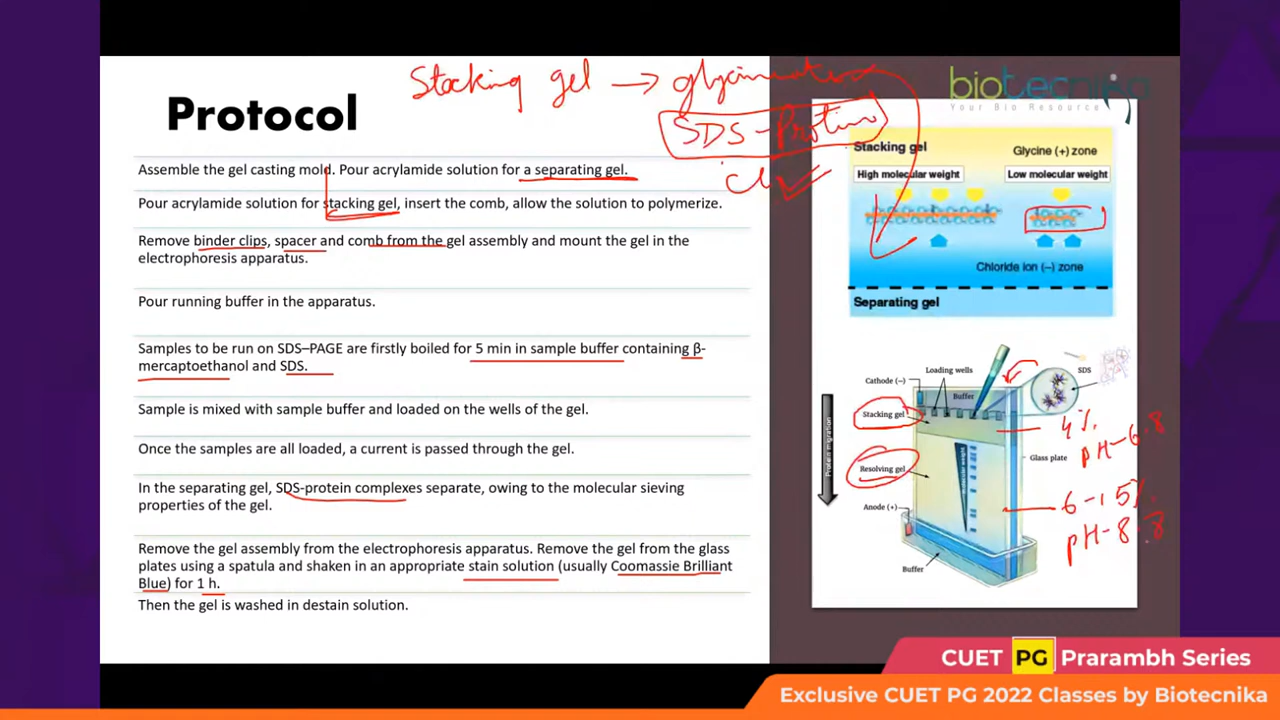 Stacking gel → glycinates
SDS-Protein
Cl
biotecnika
Your Bio Resource
Protocol
Assemble the gel casting mold. Pour acrylamide solution for a separating gel.
Pour acrylamide solution for stacking gel, insert the comb, allow the solution to polymerize.
Remove binder clips, spacer and comb from the gel assembly and mount the gel in the
electrophoresis apparatus.
Pour running buffer in the apparatus.
Samples to be run on SDS–PAGE are firstly boiled for 5 min in sample buffer containing β-
mercaptoethanol and SDS.
Sample is mixed with sample buffer and loaded on the wells of the gel.
Once the samples are all loaded, a current is passed through the gel.
In the separating gel, SDS-protein complexes separate, owing to the molecular sieving
properties of the gel.
Remove the gel assembly from the electrophoresis apparatus. Remove the gel from the glass
plates using a spatula and shaken in an appropriate stain solution (usually Coomassie Brilliant
Blue) for 1 h.
Then the gel is washed in destain solution.
Stacking gel
Glycine (+) zone
High molecular weight
Low molecular weight
Chloride ion (–) zone
Separating gel
Loading wells
SDS
Cathode (–)
Buffer
Stacking gel
4%
pH-6.8
Glass plate
Protein migration
Molecular weight
Resolving gel
6-15%
pH-8.8
Anode (+)
Buffer
CUET PG Prarambh Series
Exclusive CUET PG 2022 Classes by Biotecnika